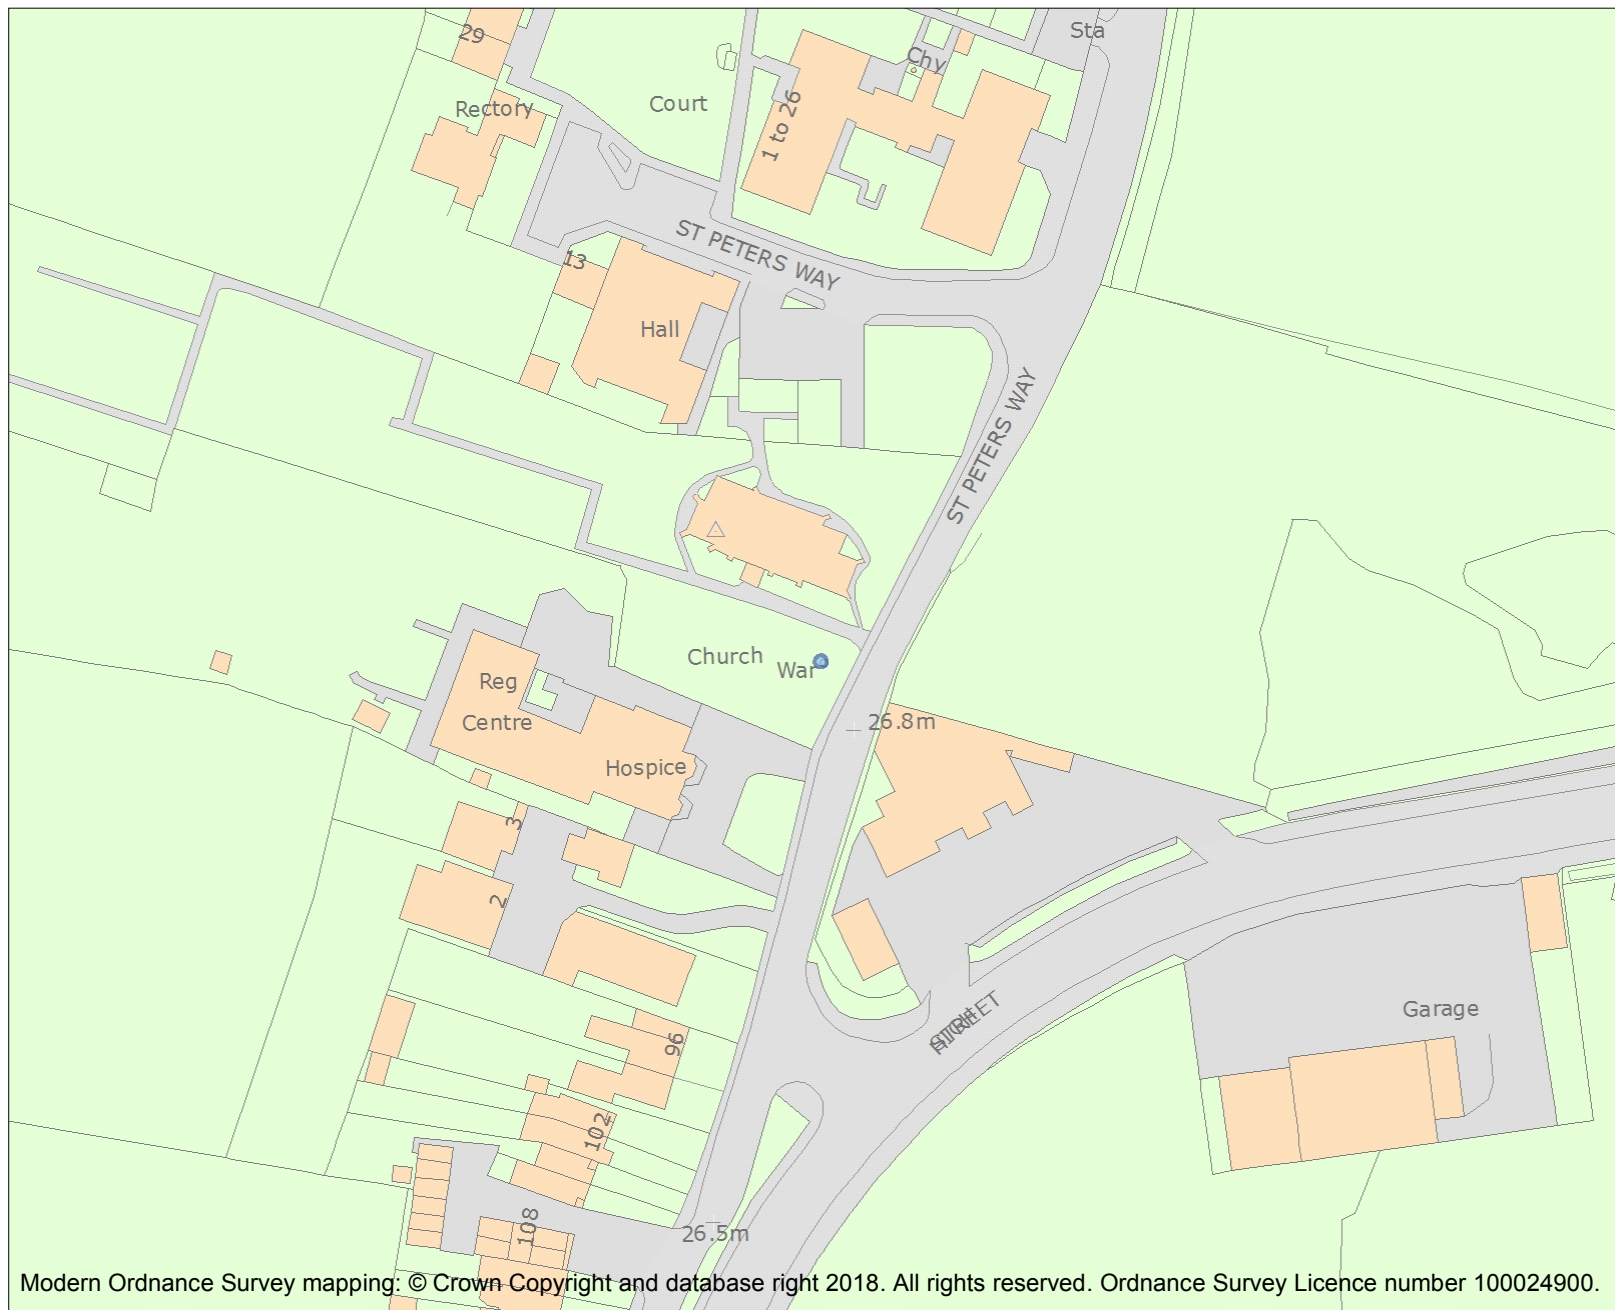 Sta
29
Chy
Rectory
Court
1 to 26
ST PETERS WAY
13
Hall
ST PETERS WAY
Church
War
Reg
Centre
26.8m
Hospice
3
2
HIGH
STREET
Garage
96
102
108
26.5m
Modern Ordnance Survey mapping: © Crown Copyright and database right 2018. All rights reserved. Ordnance Survey Licence number 100024900.